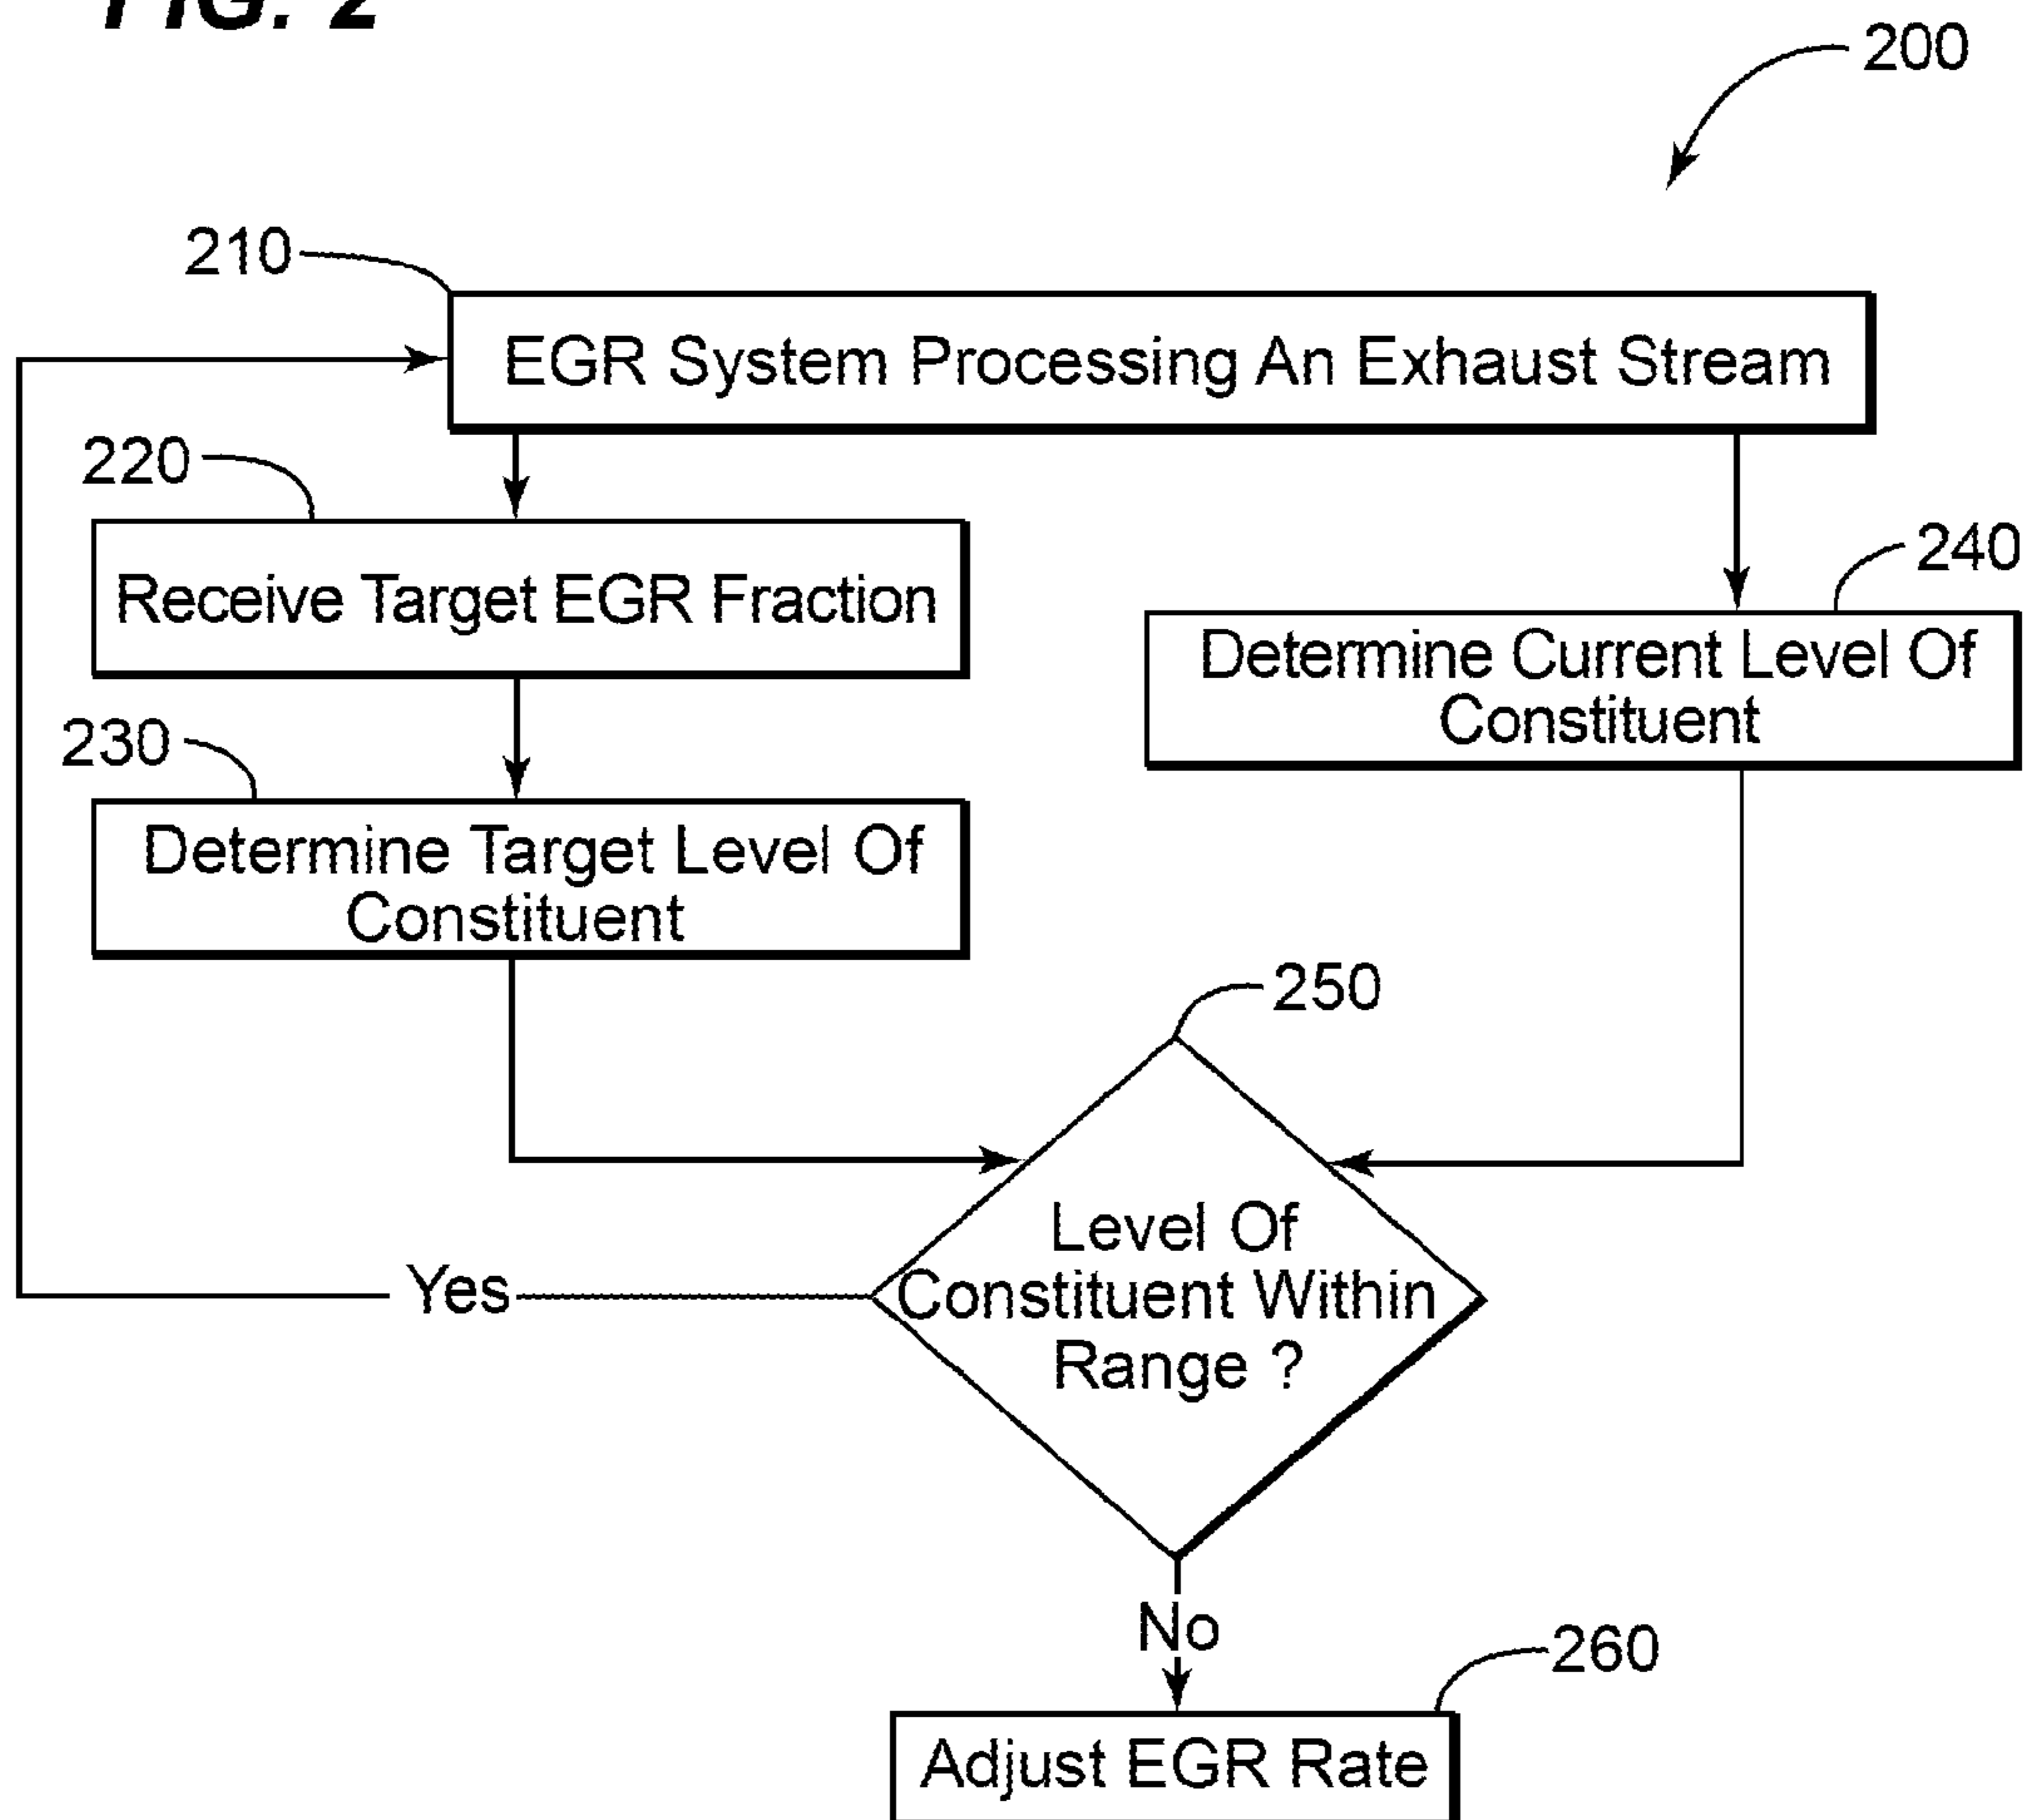 FIG. 2
200
210
EGR System Processing An Exhaust Stream
220
Receive Target EGR Fraction
240
Determine Current Level Of
Constituent
230
Determine Target Level Of
Constituent
250
Level Of
Constituent Within
Range ?
Yes
No
260
Adjust EGR Rate